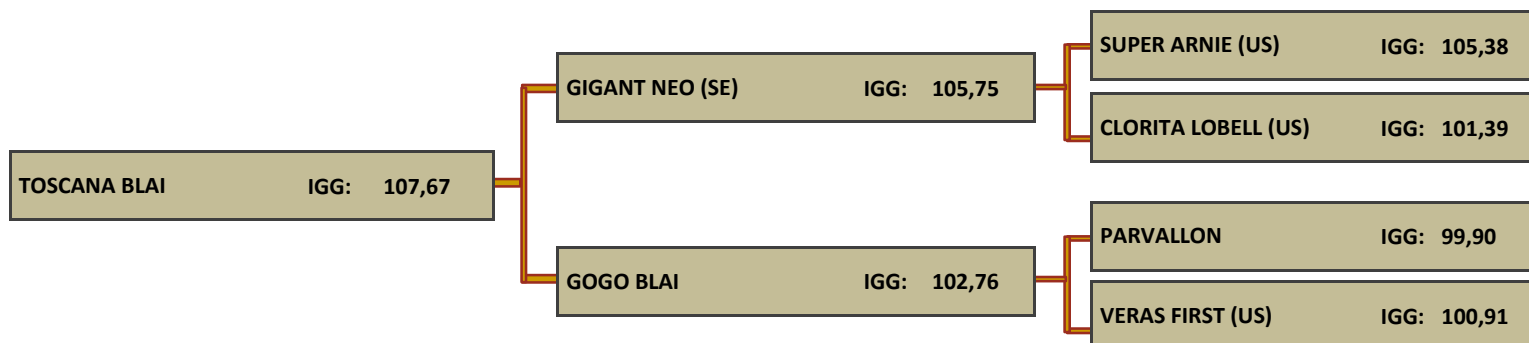 SUPER ARNIE (US) IGG: 105,38
GIGANT NEO (SE) IGG: 105,75
CLORITA LOBELL (US) IGG: 101,39
TOSCANA BLAI IGG: 107,67
PARVALLON IGG: 99,90
GOGO BLAI IGG: 102,76
VERAS FIRST (US) IGG: 100,91